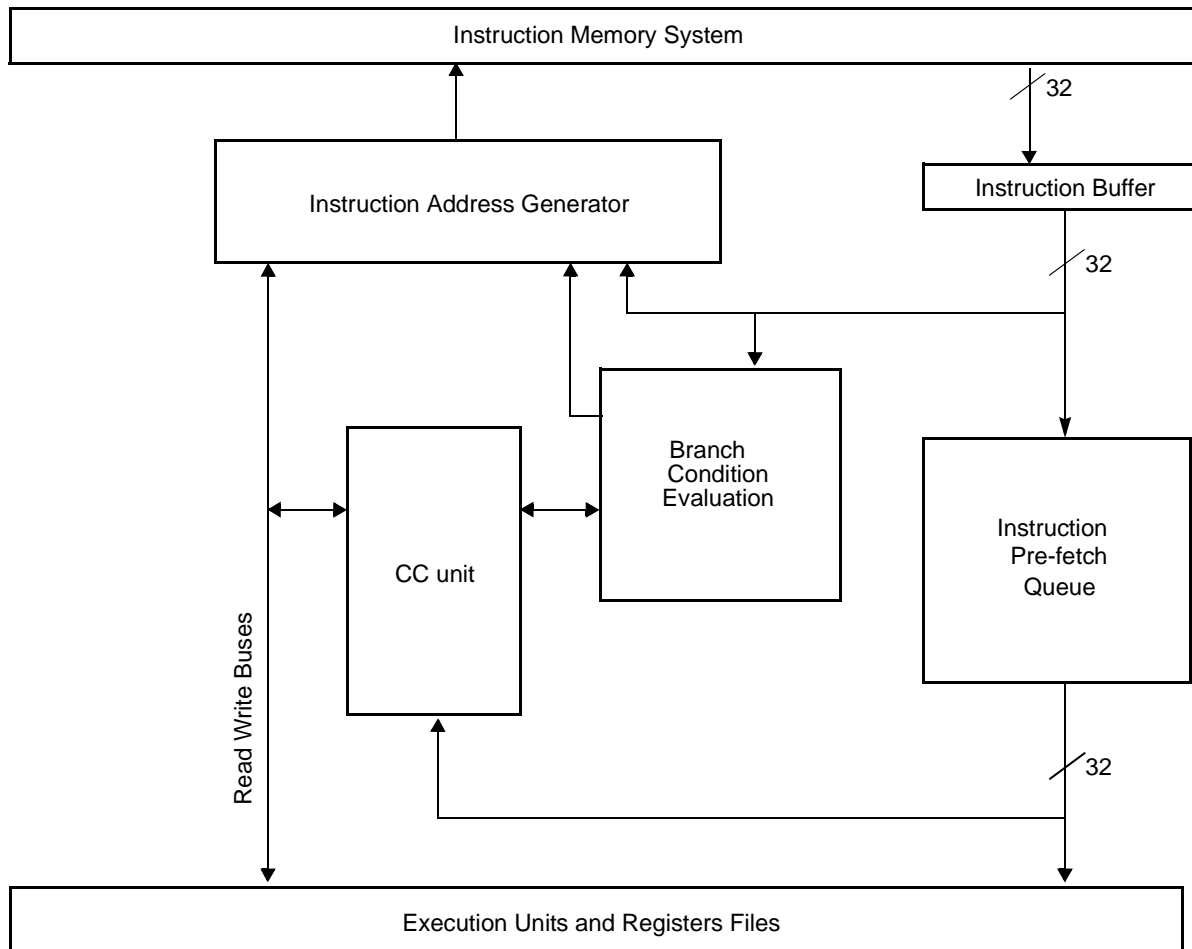 Instruction Memory System
32
Instruction Buffer
Instruction Address Generator
32
Branch
Condition
Evaluation
Instruction
Pre-fetch
Queue
CC unit
Read Write Buses
32
Execution Units and Registers Files